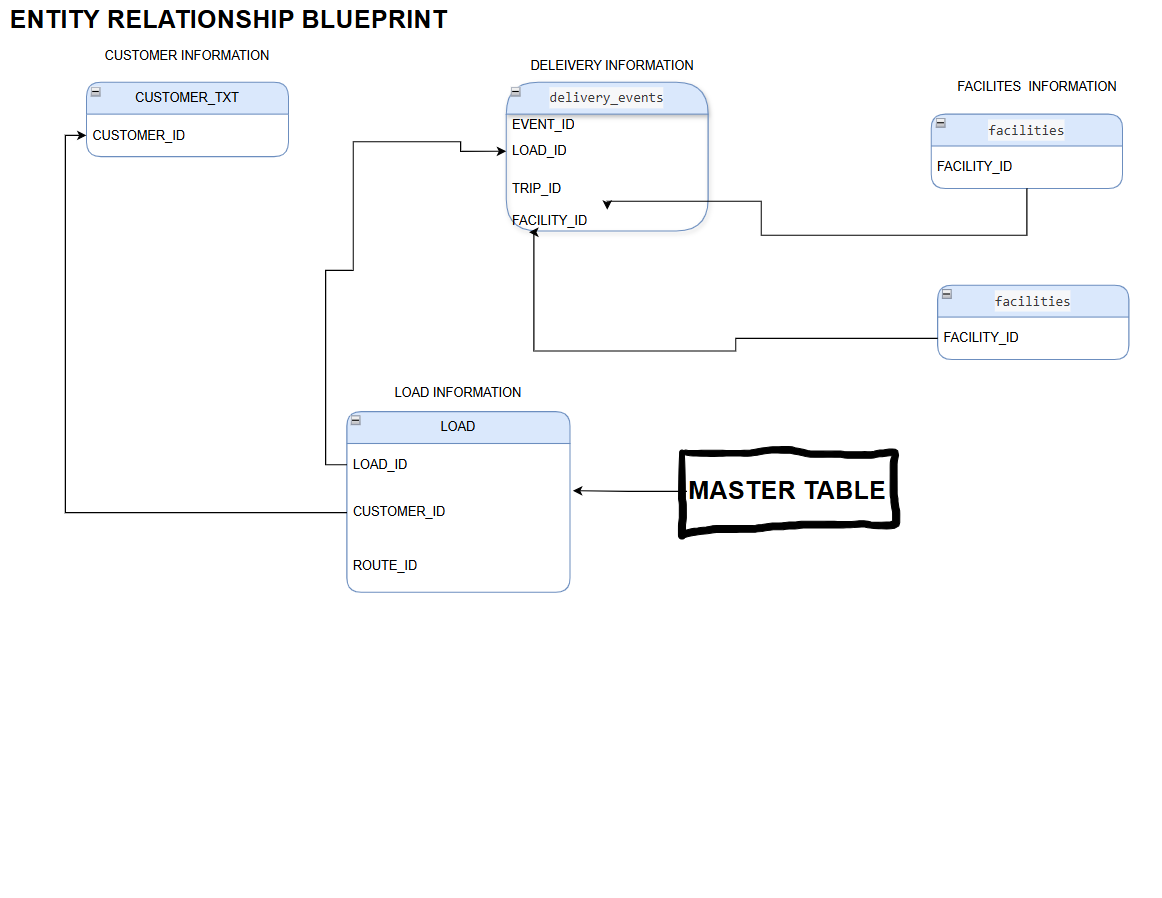 ENTITY RELATIONSHIP BLUEPRINT
CUSTOMER INFORMATION
CUSTOMER_TXT
CUSTOMER_ID
DELEIVERY INFORMATION
delivery_events
EVENT_ID
LOAD_ID
TRIP_ID
FACILITY_ID
FACILITES INFORMATION
facilities
FACILITY_ID
facilities
FACILITY_ID
LOAD INFORMATION
LOAD
LOAD_ID
CUSTOMER_ID
ROUTE_ID
MASTER TABLE